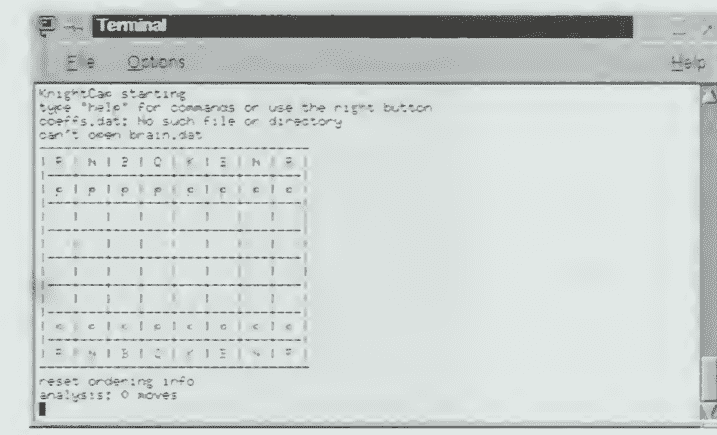 Terminal
File Options Help
KnightCap starting
type "help" for commands or use the right button
coeffs.dat: No such file or directory
can't open brain.dat
| R | N | B | Q | K | B | N | R |
| p | p | p | p | p | p | p | p |
| p | p | p | p | p | p | p | p |
| R | N | B | Q | K | B | N | R |
reset ordering info
analysis: 0 moves